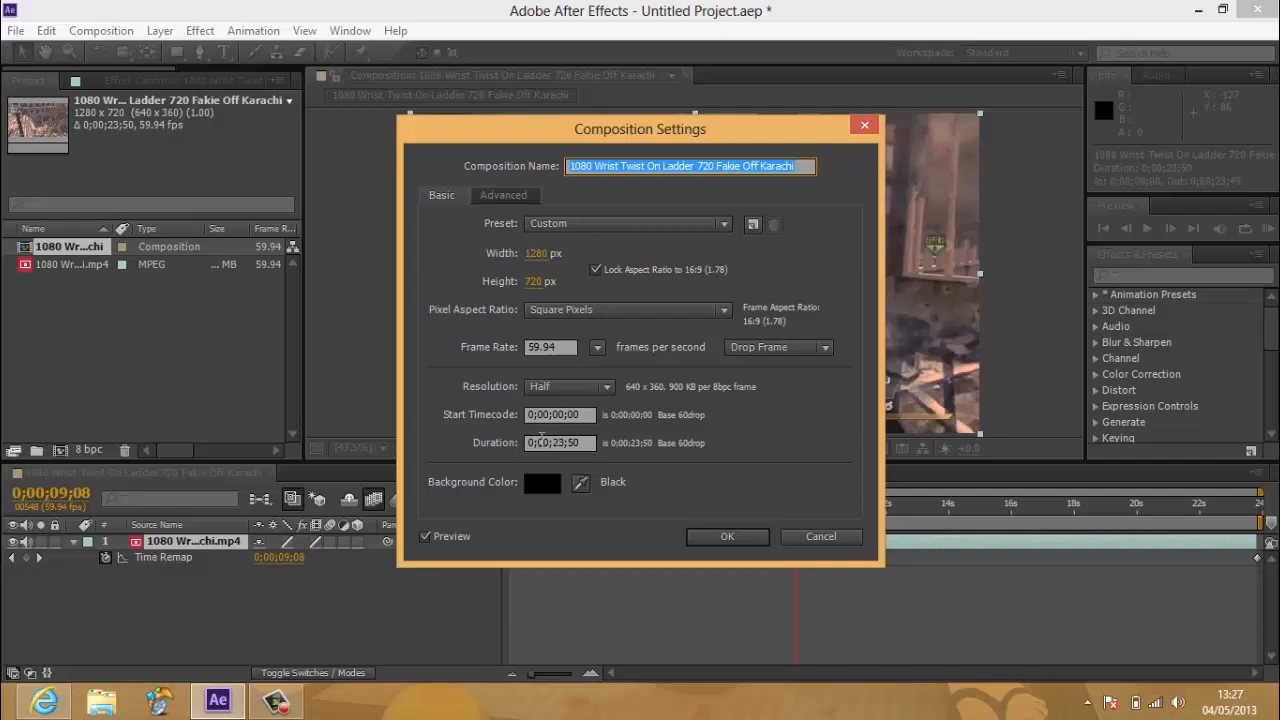 Adobe After Effects - Untitled Project.aep *
File Edit Composition Layer Effect Animation View Window Help
Workspace: Standard
Search Help
Project
Effect Controls: 1080 Wrist Twist
Composition: 1080 Wrist Twist On Ladder 720 Fakie Off Karachi
Info Audio
1080 Wrist Twist On Ladder 720 Fakie Off Karachi
1080 Wr... Ladder 720 Fakie Off Karachi
1280 x 720 (640 x 360) (1.00)
Δ 0;00;23;50, 59.94 fps
R :
G :
B :
A : 0
X : -127
Y : 86
1080 Wrist Twist On Ladder 720 Fakie Off
Duration: 0;00;23;50
In: 0;00;00;00, Out: 0;00;23;49
Preview
Effects & Presets
* Animation Presets
3D Channel
Audio
Blur & Sharpen
Channel
Color Correction
Distort
Expression Controls
Generate
Keying
Name Type Size Frame R...
1080 Wr...chi Composition 59.94
1080 Wr...i.mp4 MPEG ... MB 59.94
8 bpc
Composition Settings
Composition Name: 1080 Wrist Twist On Ladder 720 Fakie Off Karachi
Basic Advanced
Preset: Custom
Width: 1280 px
Lock Aspect Ratio to 16:9 (1.78)
Height: 720 px
Pixel Aspect Ratio: Square Pixels
Frame Aspect Ratio:
16:9 (1.78)
Frame Rate: 59.94 frames per second Drop Frame
Resolution: Half 640 x 360, 900 KB per 8bpc frame
Start Timecode: 0;00;00;00 is 0;00;00;00 Base 60drop
Duration: 0;00;23;50 is 0;00;23;50 Base 60drop
Background Color: Black
Preview
OK
Cancel
+0.0
1080 Wrist Twist On Ladder 720 Fakie Off Karachi
0;00;09;08
00548 (59.94 fps)
14s 16s 18s 20s 22s 24s
# Source Name
1 1080 Wr...chi.mp4
Time Remap 0;00;09;08
Toggle Switches / Modes
Ae
13:27
04/05/2013